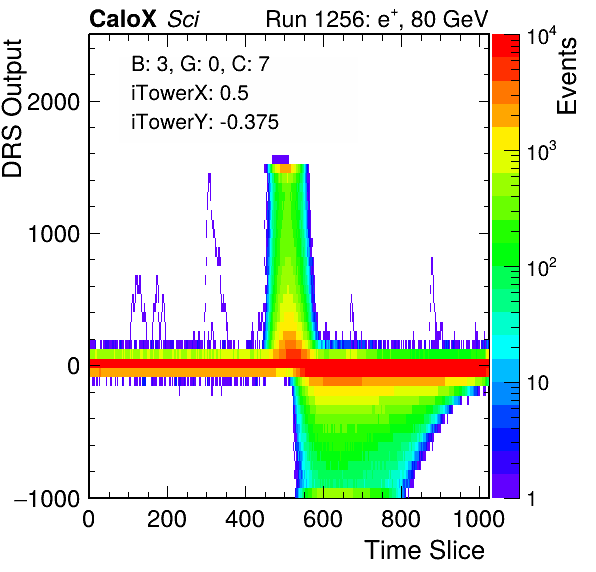 CaloX Sci Run 1256: e⁺, 80 GeV
B: 3, G: 0, C: 7
iTowerX: 0.5
iTowerY: -0.375
DRS Output
2000
1000
0
−1000
0 200 400 600 800 1000
Time Slice
Events
10⁴
10³
10²
10
1